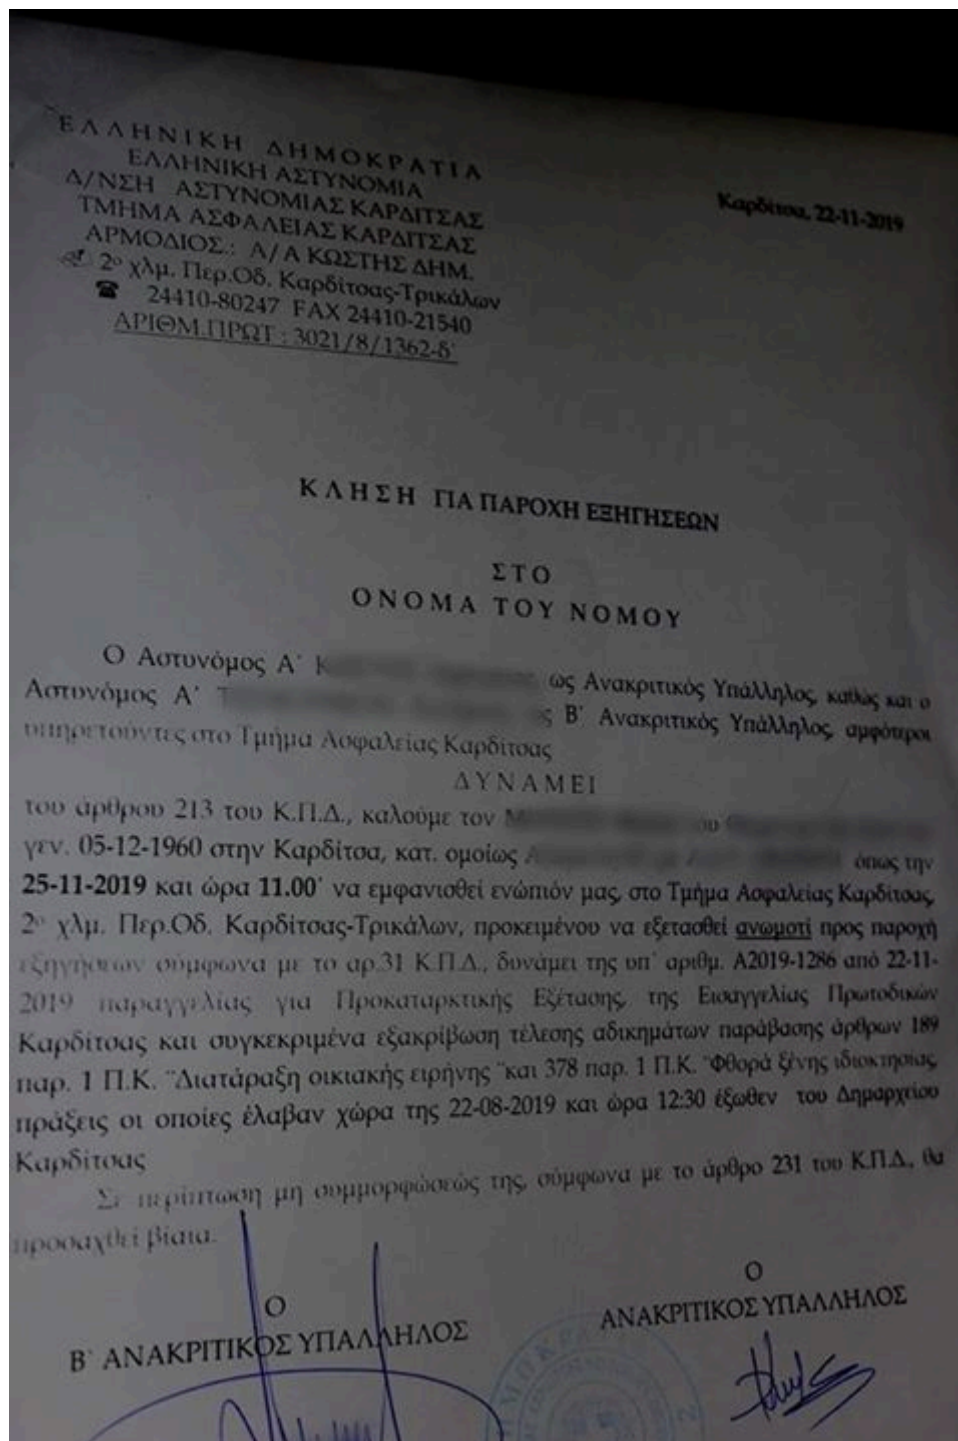 ΕΛΛΗΝΙΚΗ ΔΗΜΟΚΡΑΤΙΑ
ΕΛΛΗΝΙΚΗ ΑΣΤΥΝΟΜΙΑ
Δ/ΝΣΗ ΑΣΤΥΝΟΜΙΑΣ ΚΑΡΔΙΤΣΑΣ
Καρδίτσα, 22-11-2019
ΤΜΗΜΑ ΑΣΦΑΛΕΙΑΣ ΚΑΡΔΙΤΣΑΣ
ΑΡΜΟΔΙΟΣ.: Α/Α ΚΩΣΤΗΣ ΔΗΜ.
2ο χλμ. Περ.Οδ. Καρδίτσας-Τρικάλων
☎ 24410-80247 FAX 24410-21540
ΑΡΙΘΜ.ΠΡΩΤ : 3021/8/1362-δ΄
ΚΛΗΣΗ ΓΙΑ ΠΑΡΟΧΗ ΕΞΗΓΗΣΕΩΝ
ΣΤΟ
ΟΝΟΜΑ ΤΟΥ ΝΟΜΟΥ
Ο Αστυνόμος Α΄ Κ ως Ανακριτικός Υπάλληλος, καθώς και ο
Αστυνόμος Α΄ ς Β΄ Ανακριτικός Υπάλληλος, αμφότεροι
υπηρετούντες στο Τμήμα Ασφαλείας Καρδίτσας
ΔΥΝΑΜΕΙ
του άρθρου 213 του Κ.Π.Δ., καλούμε τον ου
γεν. 05-12-1960 στην Καρδίτσα, κατ. ομοίως όπως την
25-11-2019 και ώρα 11.00΄ να εμφανισθεί ενώπιόν μας, στο Τμήμα Ασφαλείας Καρδίτσας,
2ο χλμ. Περ.Οδ. Καρδίτσας-Τρικάλων, προκειμένου να εξετασθεί ανωμοτί προς παροχή
εξηγήσεων σύμφωνα με το αρ.31 Κ.Π.Δ., δυνάμει της υπ΄ αριθμ. Α2019-1286 από 22-11-
2019 παραγγελίας για Προκαταρκτικής Εξέτασης, της Εισαγγελίας Πρωτοδικών
Καρδίτσας και συγκεκριμένα εξακρίβωση τέλεσης αδικημάτων παράβασης άρθρων 189
παρ. 1 Π.Κ. ¨Διατάραξη οικιακής ειρήνης ¨και 378 παρ. 1 Π.Κ. ¨Φθορά ξένης ιδιοκτησίας,
πράξεις οι οποίες έλαβαν χώρα της 22-08-2019 και ώρα 12:30 έξωθεν του Δημαρχείου
Καρδίτσας
Σε περίπτωση μη συμμορφώσεώς της, σύμφωνα με το άρθρο 231 του Κ.Π.Δ., θα
προσαχθεί βίαια.
Ο
Β΄ ΑΝΑΚΡΙΤΙΚΟΣ ΥΠΑΛΛΗΛΟΣ
Ο
ΑΝΑΚΡΙΤΙΚΟΣ ΥΠΑΛΛΗΛΟΣ